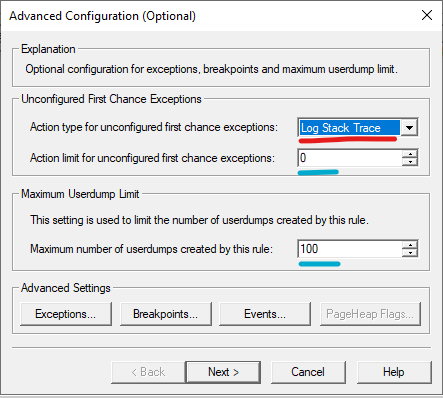 Advanced Configuration (Optional)
Explanation
Optional configuration for exceptions, breakpoints and maximum userdump limit.
Unconfigured First Chance Exceptions
Action type for unconfigured first chance exceptions: Log Stack Trace
Action limit for unconfigured first chance exceptions: 0
Maximum Userdump Limit
This setting is used to limit the number of userdumps created by this rule.
Maximum number of userdumps created by this rule: 100
Advanced Settings
Exceptions... Breakpoints... Events... PageHeap Flags...
< Back Next > Cancel Help